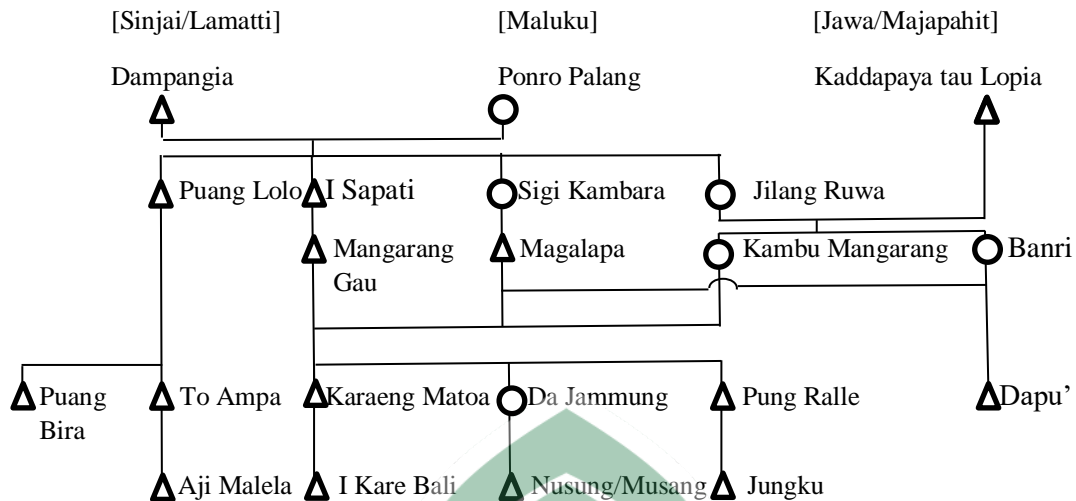 [Sinjai/Lamatti] [Maluku] [Jawa/Majapahit]
Dampangia Ponro Palang Kaddapaya tau Lopia
Puang Lolo I Sapati Sigi Kambara Jilang Ruwa
Mangarang Magalapa Kambu Mangarang Banri
Gau
Puang To Ampa Karaeng Matoa Da Jammung Pung Ralle Dapu’
Bira
Aji Malela I Kare Bali Nusung/Musang Jungku